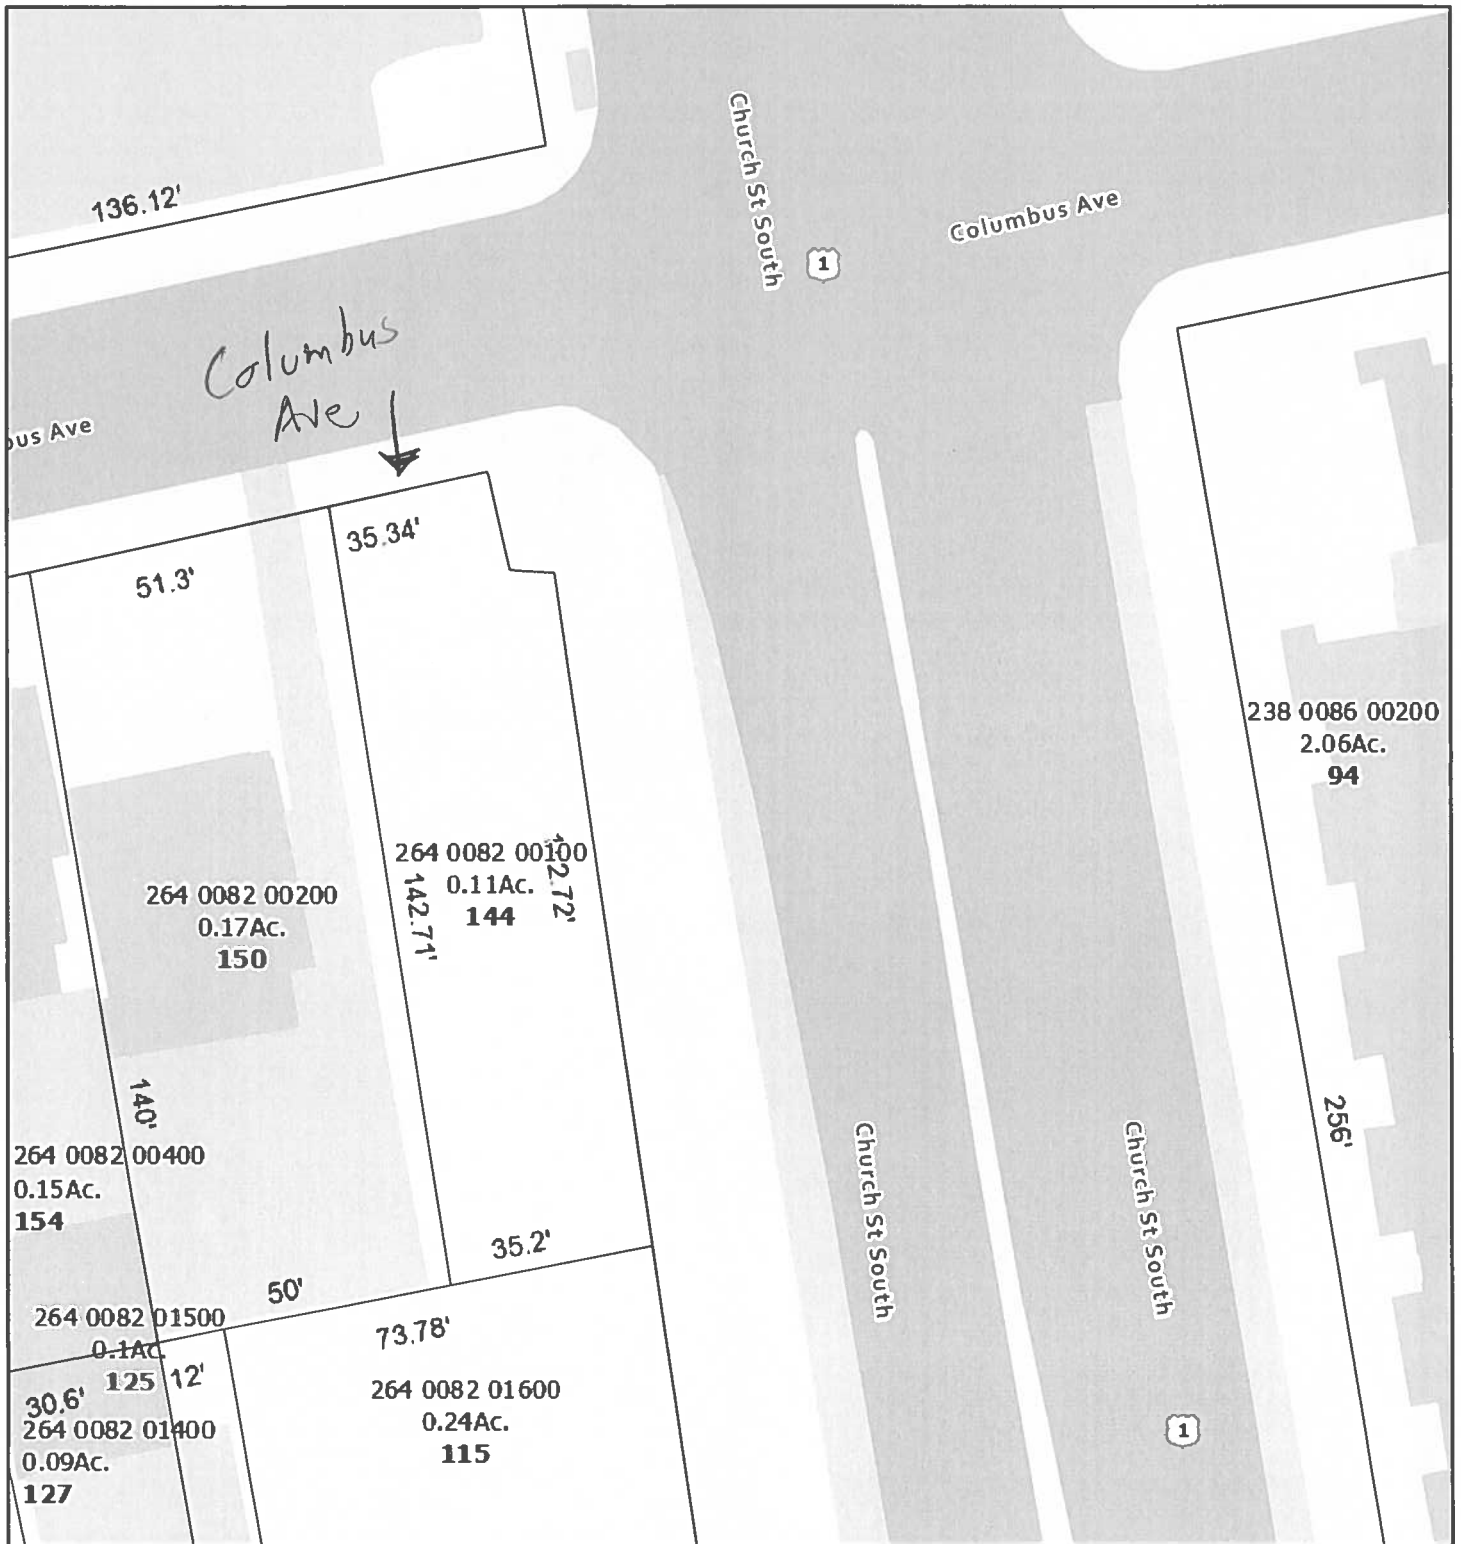 136.12'
Church St South
Columbus Ave
1
Columbus
Ave
bus Ave
51.3'
35.34'
238 0086 00200
2.06Ac.
94
264 0082 00100
0.11Ac.
144
142.71'
2.72'
264 0082 00200
0.17Ac.
150
140'
256'
264 0082 00400
0.15Ac.
154
Church St South
Church St South
35.2'
50'
264 0082 01500
0.1Ac.
125
12'
73.78'
30.6'
264 0082 01400
0.09Ac.
127
264 0082 01600
0.24Ac.
115
1